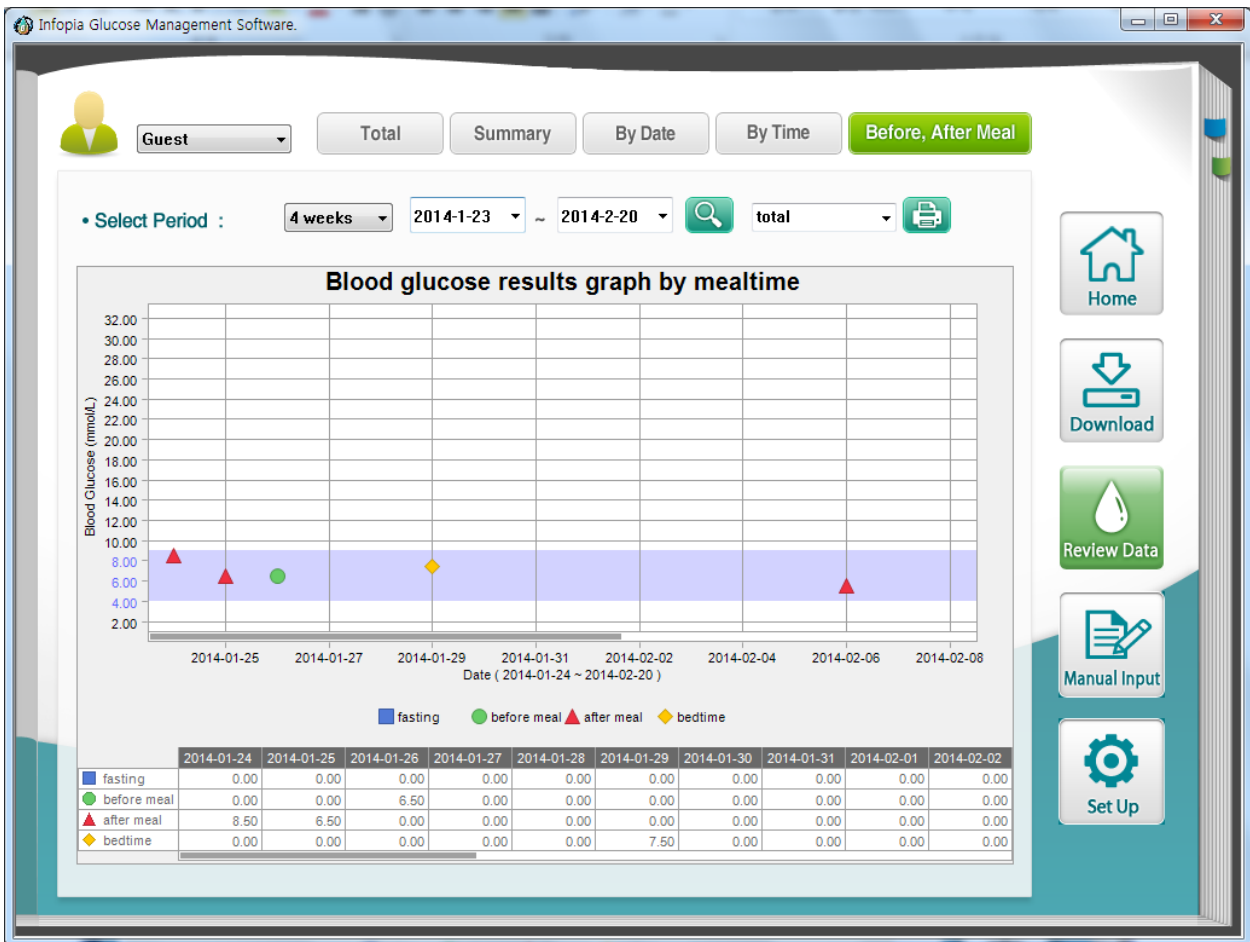 Infopia Glucose Management Software.
Guest Total Summary By Date By Time Before, After Meal
• Select Period : 4 weeks 2014-1-23 ~ 2014-2-20 total
Blood glucose results graph by mealtime
Blood Glucose (mmol/L)
32.00
30.00
28.00
26.00
24.00
22.00
20.00
18.00
16.00
14.00
12.00
10.00
8.00
6.00
4.00
2.00
2014-01-25 2014-01-27 2014-01-29 2014-01-31 2014-02-02 2014-02-04 2014-02-06 2014-02-08
Date ( 2014-01-24 ~ 2014-02-20 )
fasting before meal after meal bedtime
2014-01-24 2014-01-25 2014-01-26 2014-01-27 2014-01-28 2014-01-29 2014-01-30 2014-01-31 2014-02-01 2014-02-02
fasting 0.00 0.00 0.00 0.00 0.00 0.00 0.00 0.00 0.00 0.00
before meal 0.00 0.00 6.50 0.00 0.00 0.00 0.00 0.00 0.00 0.00
after meal 8.50 6.50 0.00 0.00 0.00 0.00 0.00 0.00 0.00 0.00
bedtime 0.00 0.00 0.00 0.00 0.00 7.50 0.00 0.00 0.00 0.00
Home
Download
Review Data
Manual Input
Set Up